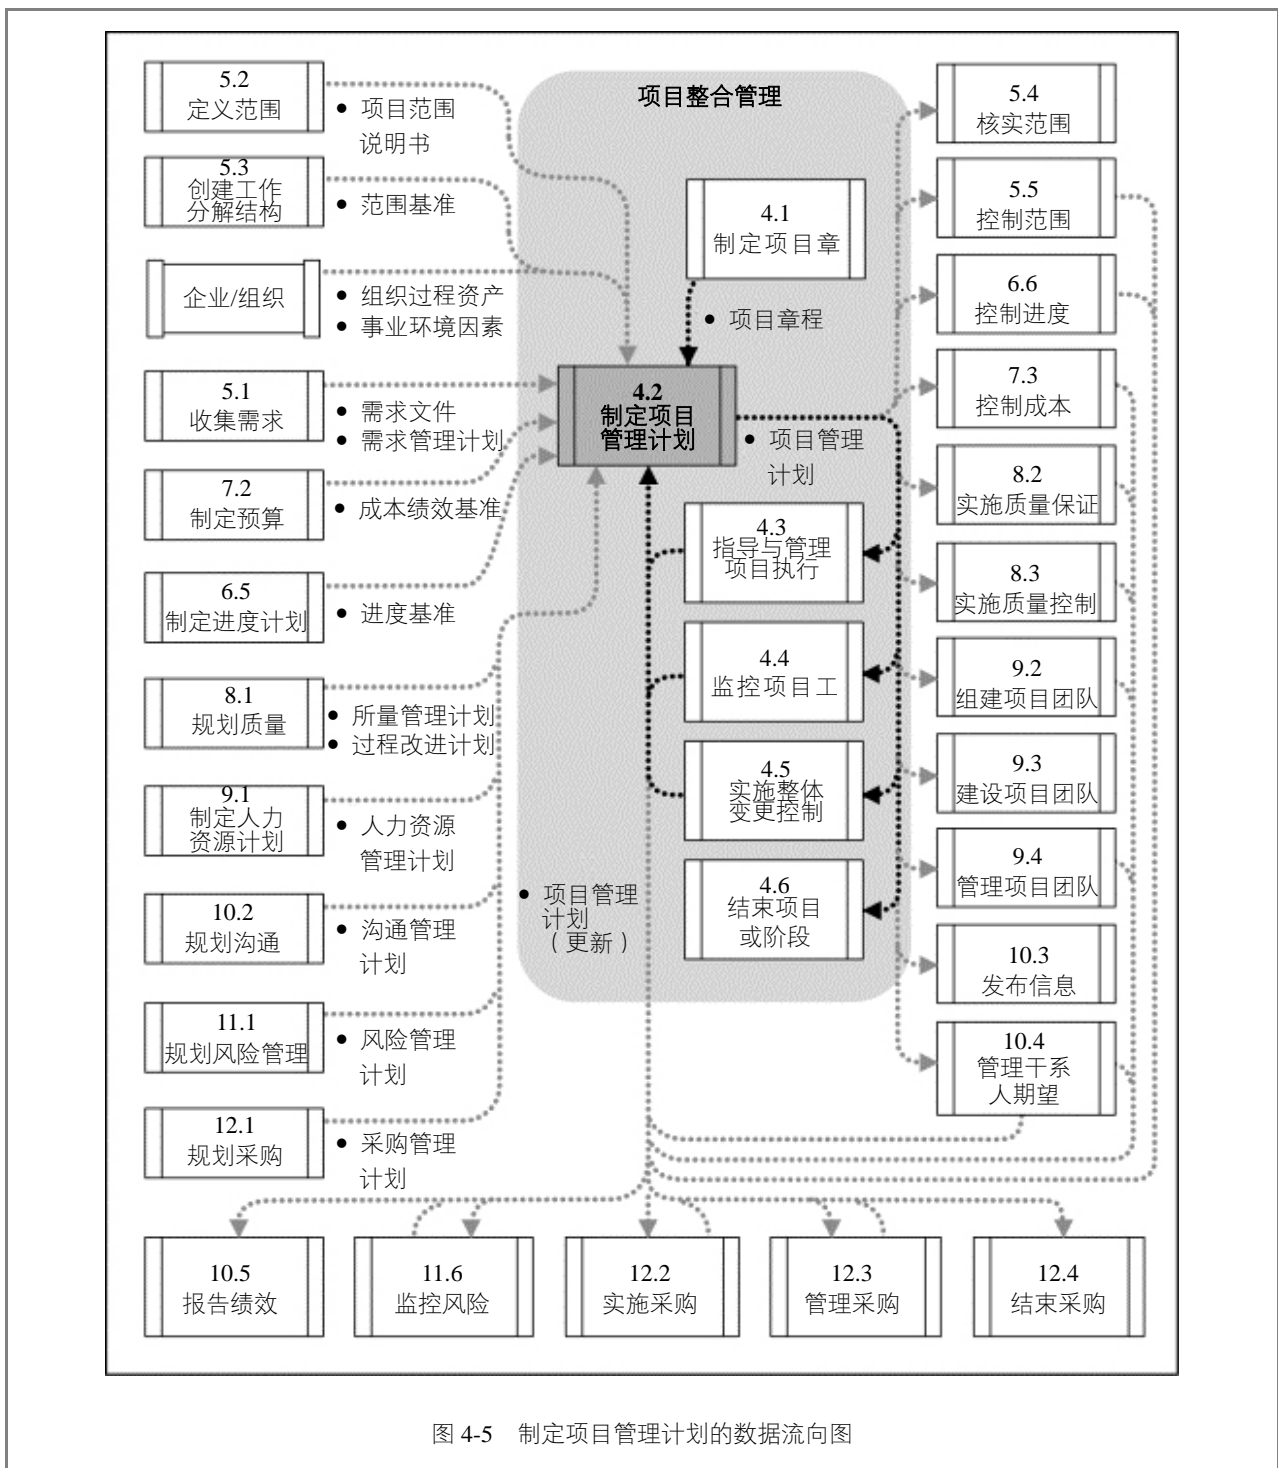 项目整合管理
5.2
定义范围
• 项目范围
说明书
5.3
创建工作
分解结构
• 范围基准
企业/组织
• 组织过程资产
• 事业环境因素
5.1
收集需求
• 需求文件
• 需求管理计划
7.2
制定预算
• 成本绩效基准
6.5
制定进度计划
• 进度基准
8.1
规划质量
• 所量管理计划
• 过程改进计划
9.1
制定人力
资源计划
• 人力资源
管理计划
10.2
规划沟通
• 沟通管理
计划
11.1
规划风险管理
• 风险管理
计划
12.1
规划采购
• 采购管理
计划
4.1
制定项目章
• 项目章程
4.2
制定项目
管理计划
• 项目管理
计划
4.3
指导与管理
项目执行
4.4
监控项目工
4.5
实施整体
变更控制
4.6
结束项目
或阶段
• 项目管理
计划
（更新）
5.4
核实范围
5.5
控制范围
6.6
控制进度
7.3
控制成本
8.2
实施质量保证
8.3
实施质量控制
9.2
组建项目团队
9.3
建设项目团队
9.4
管理项目团队
10.3
发布信息
10.4
管理干系
人期望
10.5
报告绩效
11.6
监控风险
12.2
实施采购
12.3
管理采购
12.4
结束采购
图 4-5 制定项目管理计划的数据流向图